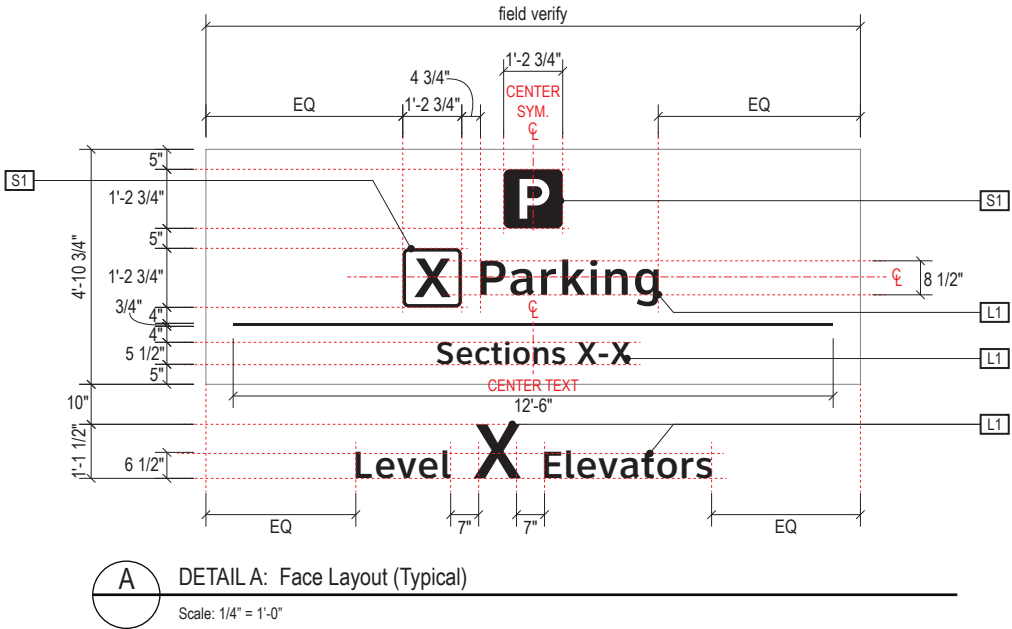 field verify
1'-2 3/4"
4 3/4"
CENTER
SYM.
EQ
1'-2 3/4"
EQ
℄
5"
S1
1'-2 3/4"
P
S1
5"
4'-10 3/4"
1'-2 3/4"
X Parking
℄
8 1/2"
3/4"
4"
℄
L1
4"
5 1/2"
Sections X-X
L1
5"
CENTER TEXT
10"
12'-6"
L1
1'-1 1/2"
6 1/2"
Level X Elevators
EQ
7"
7"
EQ
A
DETAIL A: Face Layout (Typical)
Scale: 1/4" = 1'-0"